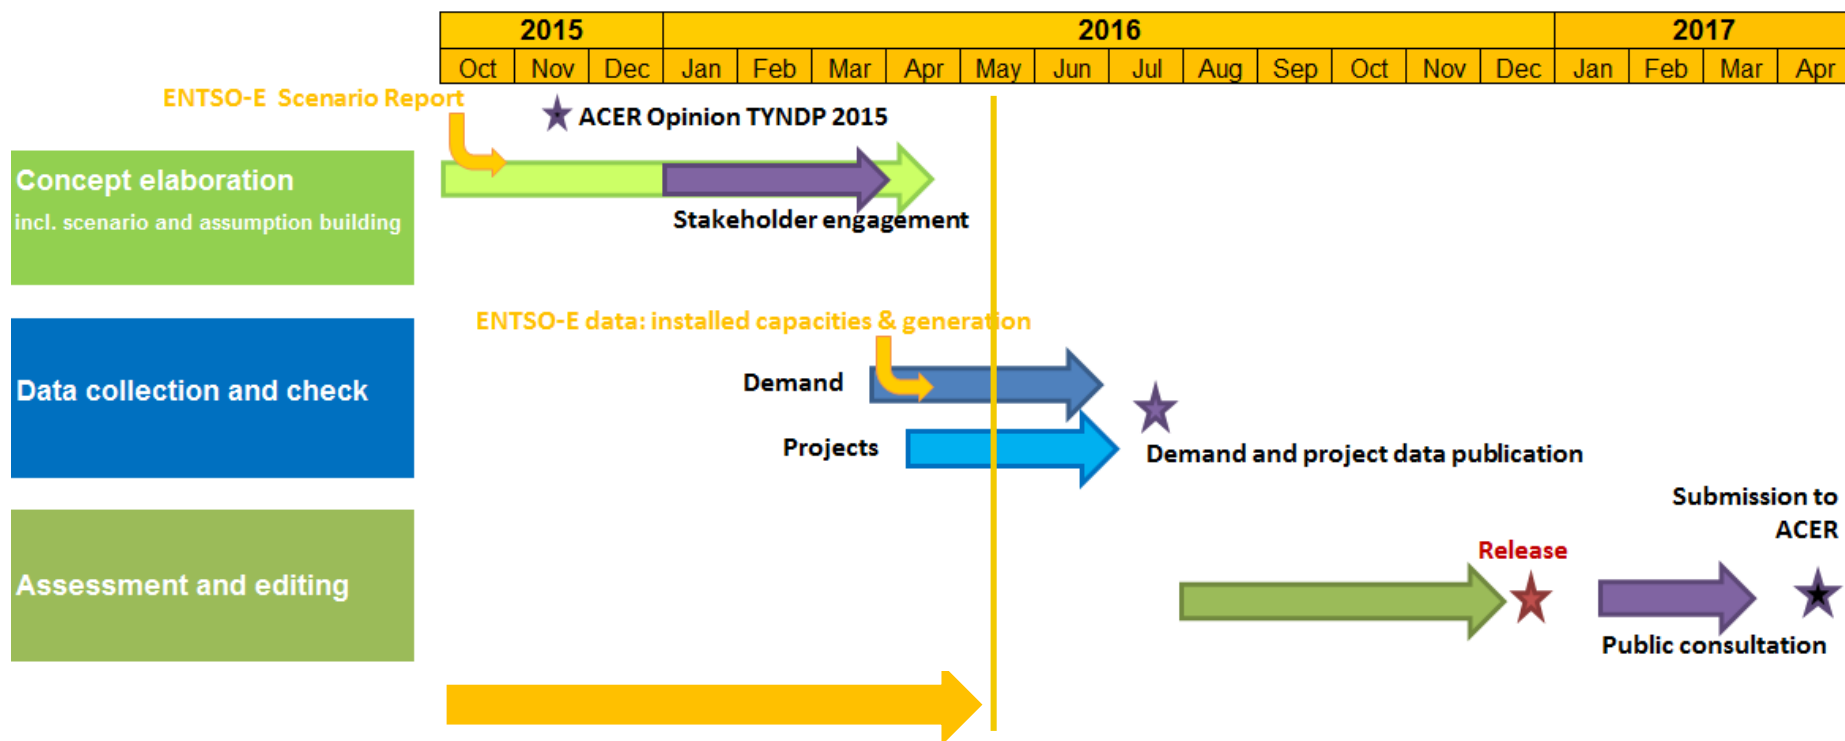 2015 2016 2017
Oct Nov Dec Jan Feb Mar Apr May Jun Jul Aug Sep Oct Nov Dec Jan Feb Mar Apr
ENTSO-E Scenario Report
ACER Opinion TYNDP 2015
Concept elaboration
incl. scenario and assumption building
Stakeholder engagement
ENTSO-E data: installed capacities & generation
Data collection and check
Demand
Projects
Demand and project data publication
Submission to
ACER
Release
Assessment and editing
Public consultation